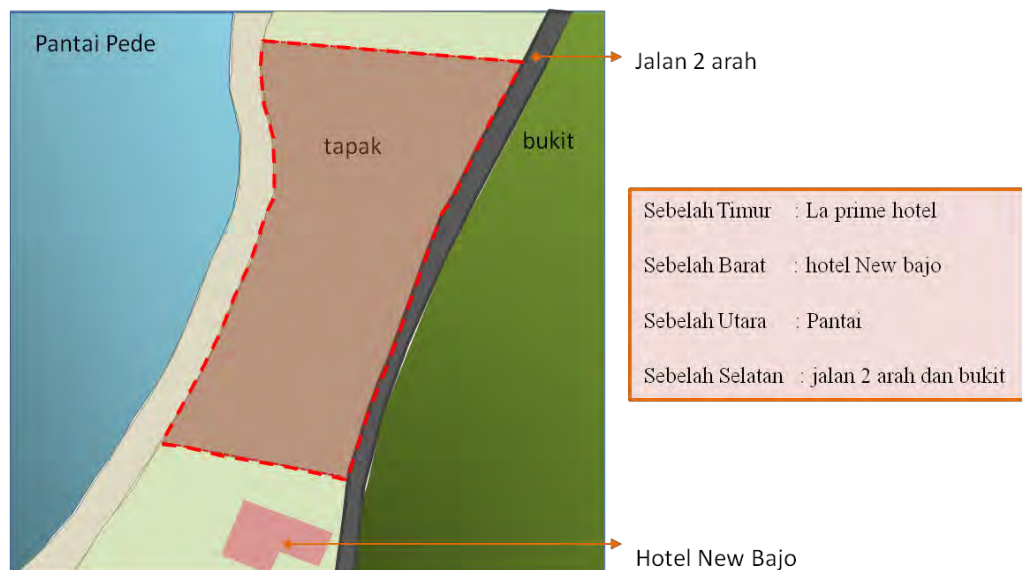 Pantai Pede
Jalan 2 arah
tapak
bukit
Sebelah Timur : La prime hotel
Sebelah Barat : hotel New bajo
Sebelah Utara : Pantai
Sebelah Selatan : jalan 2 arah dan bukit
Hotel New Bajo